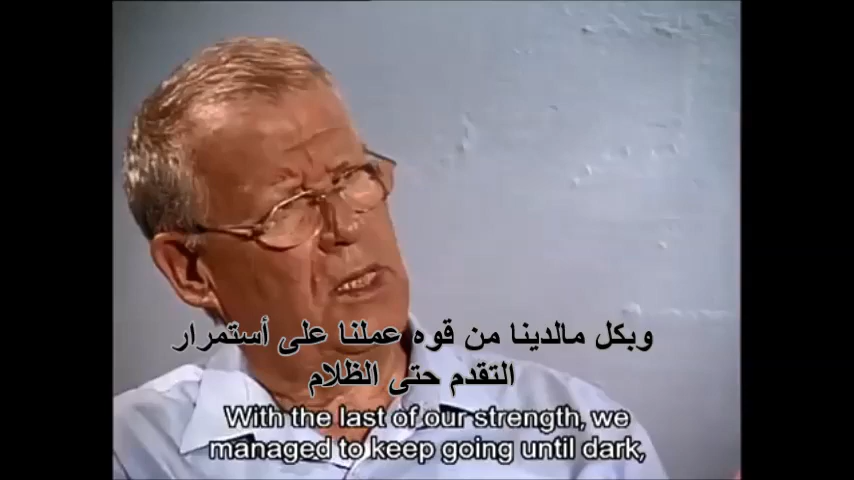 وبكل مالدينا من قوه عملنا على أستمرار
التقدم حتى الظلام
With the last of our strength, we
managed to keep going until dark,